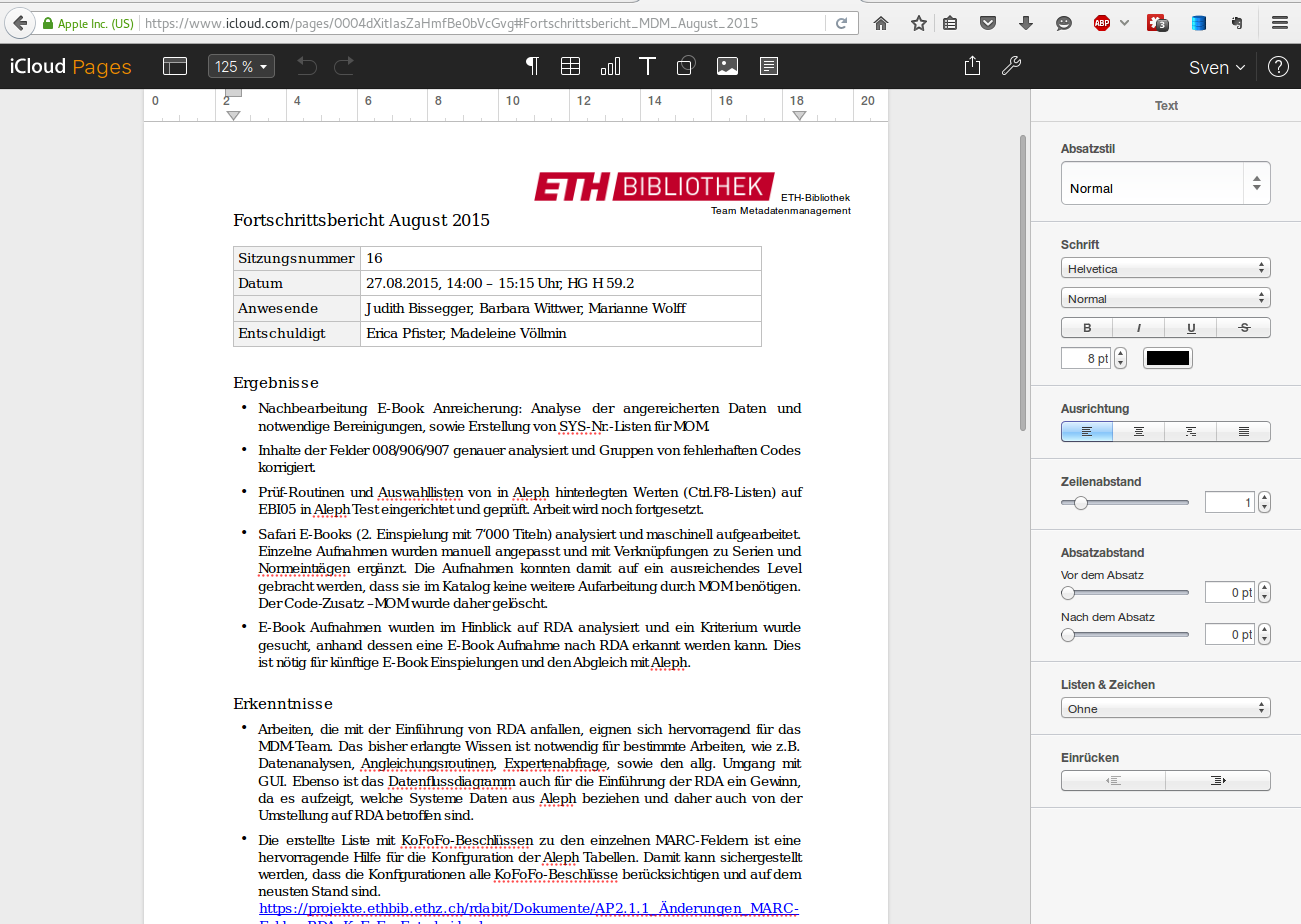 Apple Inc. (US)
https://www.icloud.com/pages/0004dXitIasZaHmfBe0bVcGvg#Fortschrittsbericht_MDM_August_2015
ABP
3
iCloud Pages
125 %
Sven
?
0 2 4 6 8 10 12 14 16 18 20
ETH BIBLIOTHEK
ETH-Bibliothek
Team Metadatenmanagement
Fortschrittsbericht August 2015
Sitzungsnummer 16
Datum 27.08.2015, 14:00 – 15:15 Uhr, HG H 59.2
Anwesende Judith Bissegger, Barbara Wittwer, Marianne Wolff
Entschuldigt Erica Pfister, Madeleine Völlmin
Ergebnisse
• Nachbearbeitung E-Book Anreicherung: Analyse der angereicherten Daten und
notwendige Bereinigungen, sowie Erstellung von SYS-Nr.-Listen für MOM.
• Inhalte der Felder 008/906/907 genauer analysiert und Gruppen von fehlerhaften Codes
korrigiert.
• Prüf-Routinen und Auswahllisten von in Aleph hinterlegten Werten (Ctrl.F8-Listen) auf
EBI05 in Aleph Test eingerichtet und geprüft. Arbeit wird noch fortgesetzt.
• Safari E-Books (2. Einspielung mit 7’000 Titeln) analysiert und maschinell aufgearbeitet.
Einzelne Aufnahmen wurden manuell angepasst und mit Verknüpfungen zu Serien und
Normeinträgen ergänzt. Die Aufnahmen konnten damit auf ein ausreichendes Level
gebracht werden, dass sie im Katalog keine weitere Aufarbeitung durch MOM benötigen.
Der Code-Zusatz –MOM wurde daher gelöscht.
• E-Book Aufnahmen wurden im Hinblick auf RDA analysiert und ein Kriterium wurde
gesucht, anhand dessen eine E-Book Aufnahme nach RDA erkannt werden kann. Dies
ist nötig für künftige E-Book Einspielungen und den Abgleich mit Aleph.
Erkenntnisse
• Arbeiten, die mit der Einführung von RDA anfallen, eignen sich hervorragend für das
MDM-Team. Das bisher erlangte Wissen ist notwendig für bestimmte Arbeiten, wie z.B.
Datenanalysen, Angleichungsroutinen, Expertenabfrage, sowie den allg. Umgang mit
GUI. Ebenso ist das Datenflussdiagramm auch für die Einführung der RDA ein Gewinn,
da es aufzeigt, welche Systeme Daten aus Aleph beziehen und daher auch von der
Umstellung auf RDA betroffen sind.
• Die erstellte Liste mit KoFoFo-Beschlüssen zu den einzelnen MARC-Feldern ist eine
hervorragende Hilfe für die Konfiguration der Aleph Tabellen. Damit kann sichergestellt
werden, dass die Konfigurationen alle KoFoFo-Beschlüsse berücksichtigen und auf dem
neusten Stand sind.
https://projekte.ethbib.ethz.ch/rdabit/Dokumente/AP2.1.1_Änderungen_MARC-
Text
Absatzstil
Normal
Schrift
Helvetica
Normal
B I U S
8 pt
Ausrichtung
Zeilenabstand
1
Absatzabstand
Vor dem Absatz
0 pt
Nach dem Absatz
0 pt
Listen & Zeichen
Ohne
Einrücken